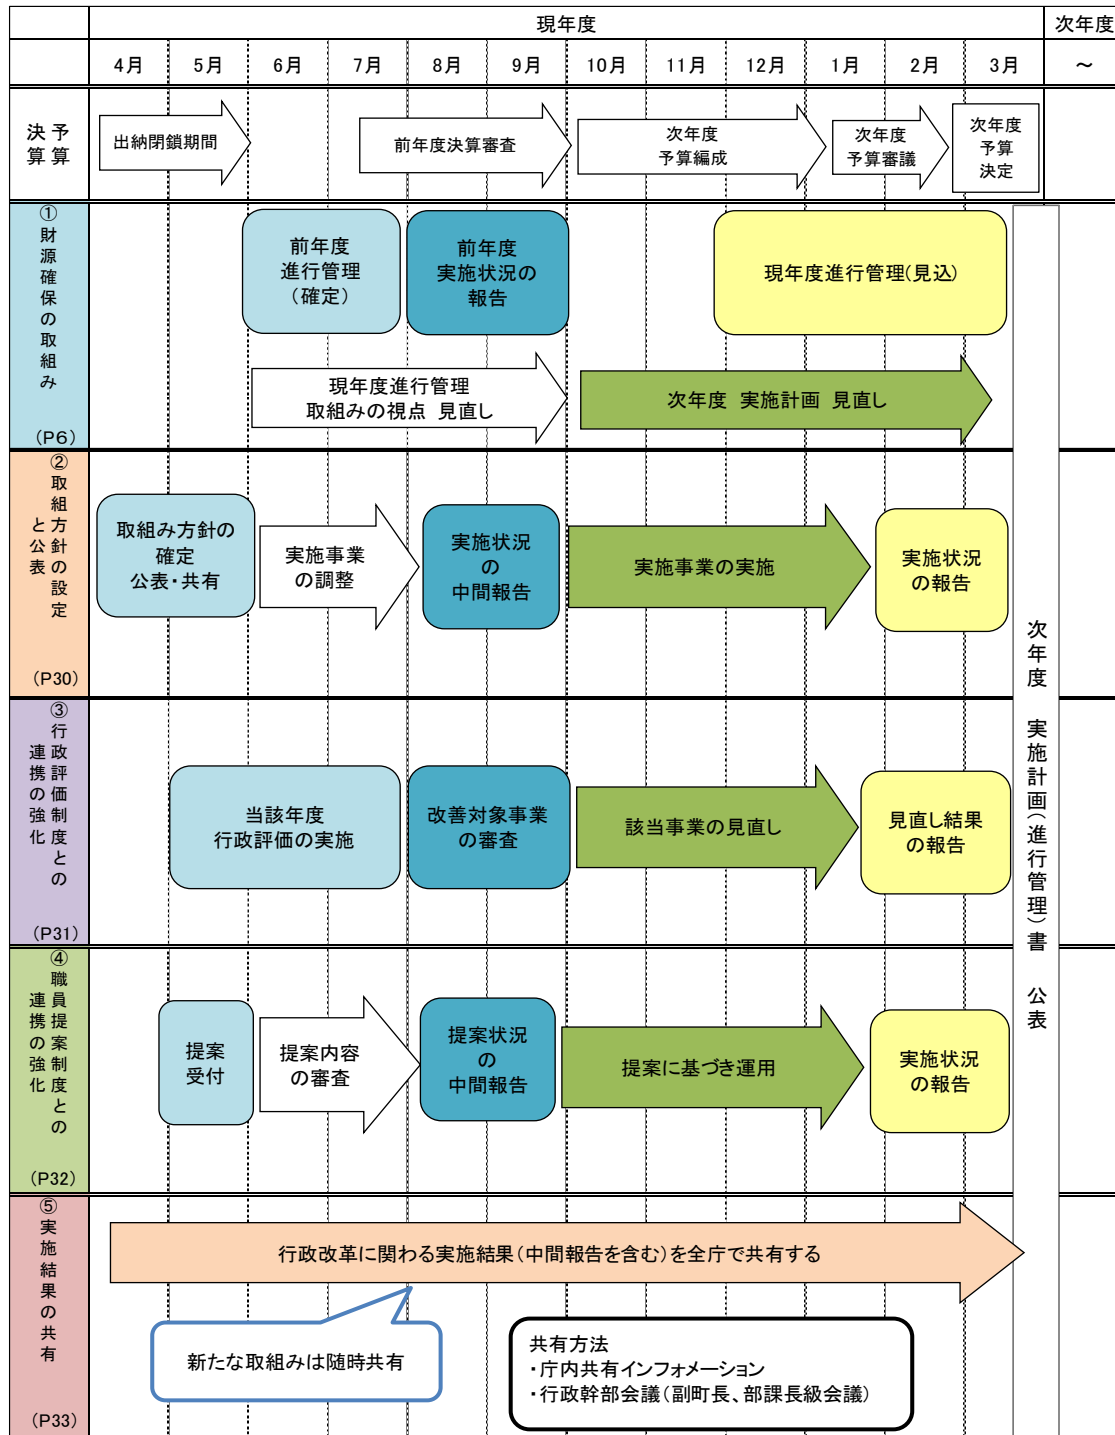 現年度
次年度
4月
5月
6月
7月
8月
9月
10月
11月
12月
1月
2月
3月
～
予算
決算
出納閉鎖期間
前年度決算審査
次年度
予算編成
次年度
予算審議
次年度
予算
決定
①財源確保の取組み
(P6)
前年度
進行管理
(確定)
前年度
実施状況の
報告
現年度進行管理(見込)
現年度進行管理
取組みの視点 見直し
次年度 実施計画 見直し
②取組方針の設定
と公表
(P30)
取組み方針の
確定
公表・共有
実施事業
の調整
実施状況
の
中間報告
実施事業の実施
実施状況
の報告
③行政評価制度との
連携の強化
(P31)
当該年度
行政評価の実施
改善対象事業
の審査
該当事業の見直し
見直し結果
の報告
④職員提案制度との
連携の強化
(P32)
提案
受付
提案内容
の審査
提案状況
の
中間報告
提案に基づき運用
実施状況
の報告
⑤実施結果の共有
(P33)
行政改革に関わる実施結果(中間報告を含む)を全庁で共有する
新たな取組みは随時共有
共有方法
・庁内共有インフォメーション
・行政幹部会議(副町長、部課長級会議)
次年度 実施計画(進行管理)書 公表